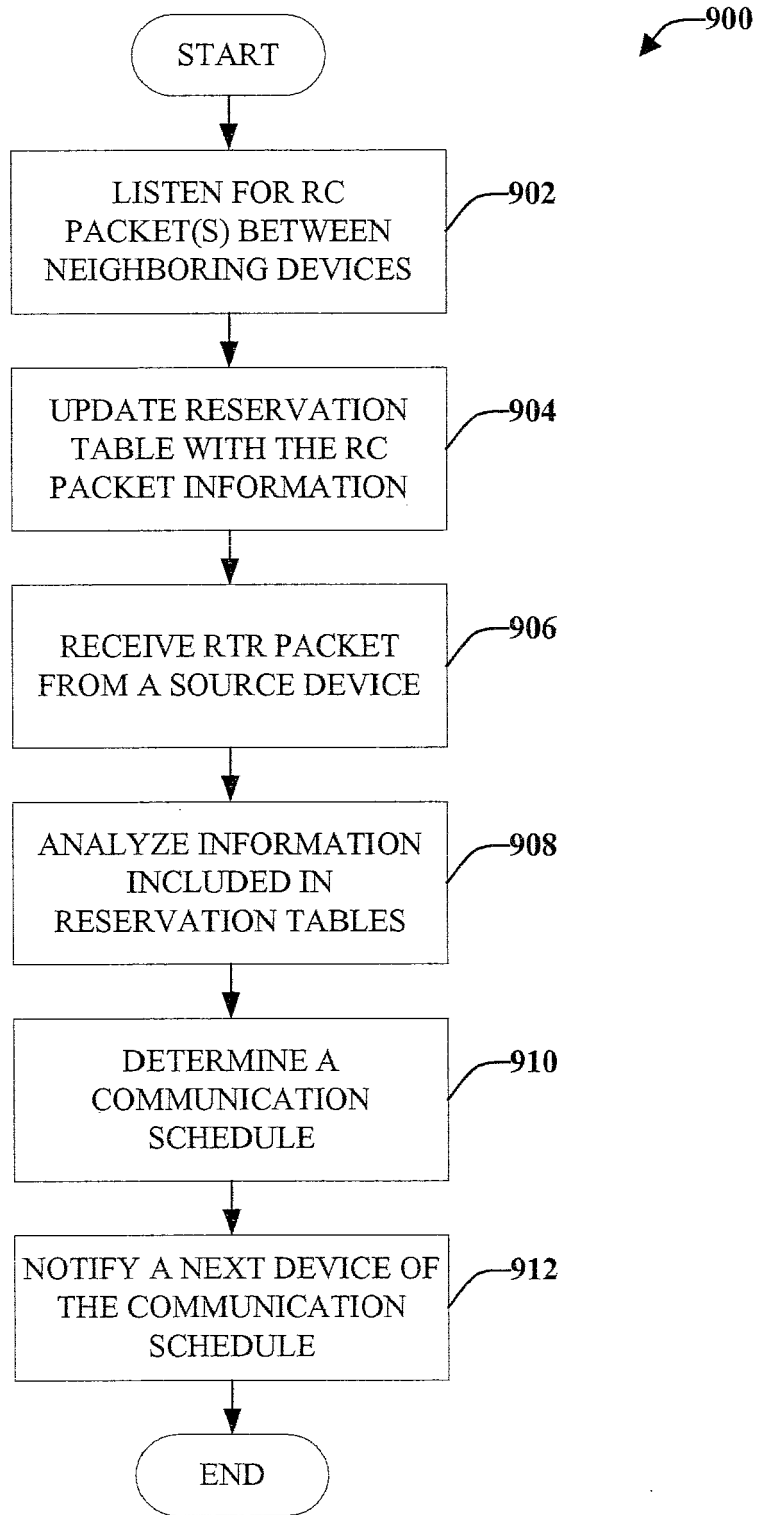 900
START
LISTEN FOR RC
PACKET(S) BETWEEN
NEIGHBORING DEVICES
902
UPDATE RESERVATION
TABLE WITH THE RC
PACKET INFORMATION
904
RECEIVE RTR PACKET
FROM A SOURCE DEVICE
906
ANALYZE INFORMATION
INCLUDED IN
RESERVATION TABLES
908
DETERMINE A
COMMUNICATION
SCHEDULE
910
NOTIFY A NEXT DEVICE OF
THE COMMUNICATION
SCHEDULE
912
END